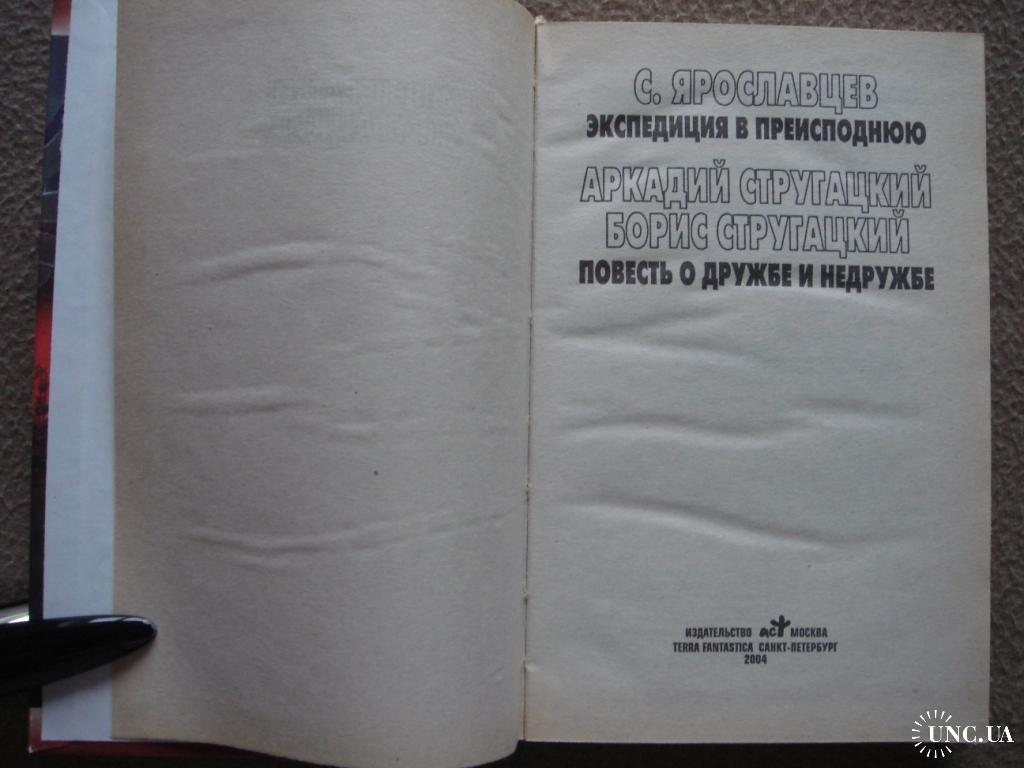 С. ЯРОСЛАВЦЕВ
ЭКСПЕДИЦИЯ В ПРЕИСПОДНЮЮ
АРКАДИЙ СТРУГАЦКИЙ
БОРИС СТРУГАЦКИЙ
ПОВЕСТЬ О ДРУЖБЕ И НЕДРУЖБЕ
ИЗДАТЕЛЬСТВО АСТ МОСКВА
TERRA FANTASTICA САНКТ-ПЕТЕРБУРГ
2004
UNC.UA